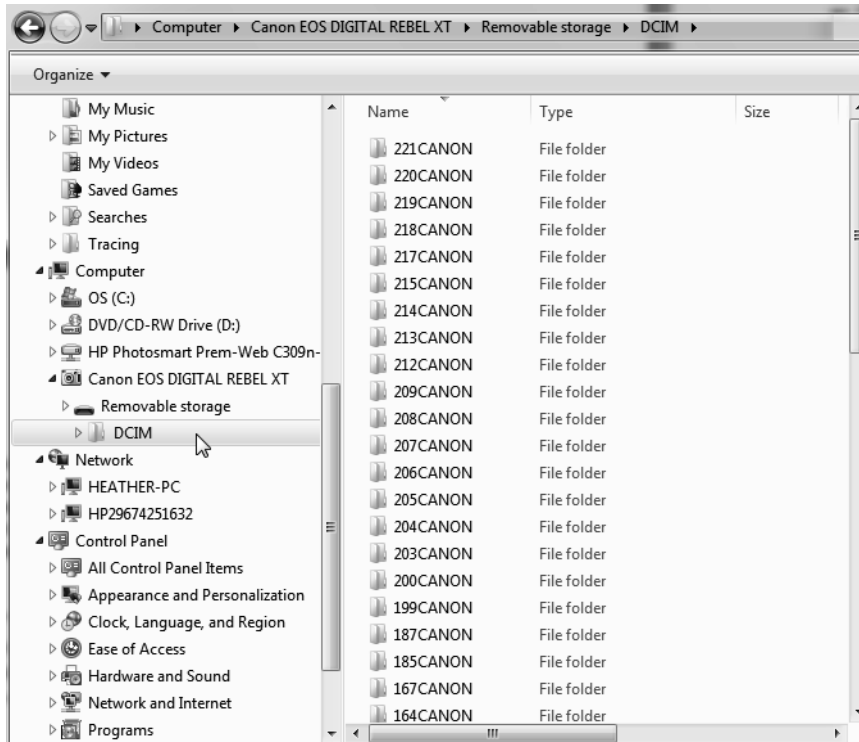 Computer Canon EOS DIGITAL REBEL XT Removable storage DCIM
Organize
My Music
My Pictures
My Videos
Saved Games
Searches
Tracing
Computer
OS (C:)
DVD/CD-RW Drive (D:)
HP Photosmart Prem-Web C309n-
Canon EOS DIGITAL REBEL XT
Removable storage
DCIM
Network
HEATHER-PC
HP29674251632
Control Panel
All Control Panel Items
Appearance and Personalization
Clock, Language, and Region
Ease of Access
Hardware and Sound
Network and Internet
Programs
Name Type Size
221CANON File folder
220CANON File folder
219CANON File folder
218CANON File folder
217CANON File folder
215CANON File folder
214CANON File folder
213CANON File folder
212CANON File folder
209CANON File folder
208CANON File folder
207CANON File folder
206CANON File folder
205CANON File folder
204CANON File folder
203CANON File folder
200CANON File folder
199CANON File folder
187CANON File folder
185CANON File folder
167CANON File folder
164CANON File folder